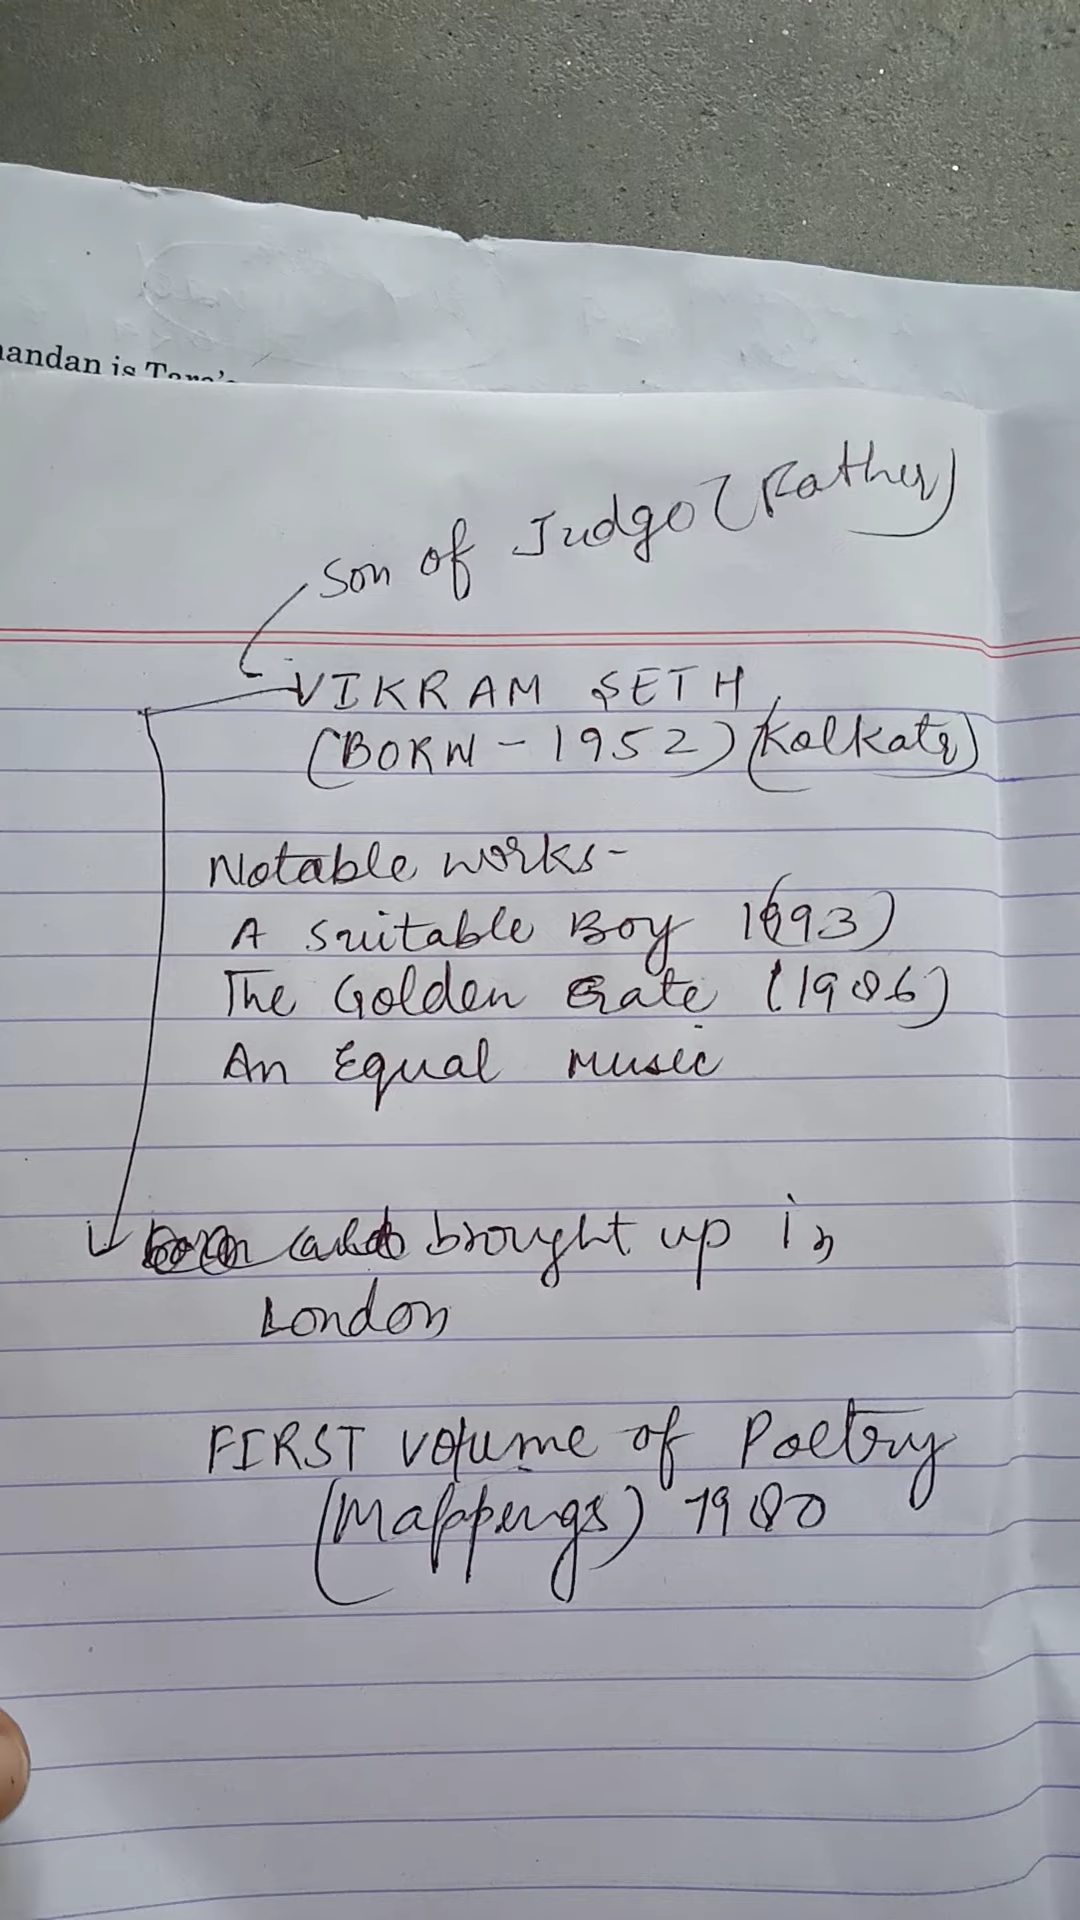 andan is Tara's
son of Judge (Father)
VIKRAM SETH
(BORN - 1952) (Kolkata)
Notable works-
A Suitable Boy 1993)
The Golden Gate (1986)
An Equal Music
brought up in
London
FIRST volume of Poetry
(Mappings) 1980